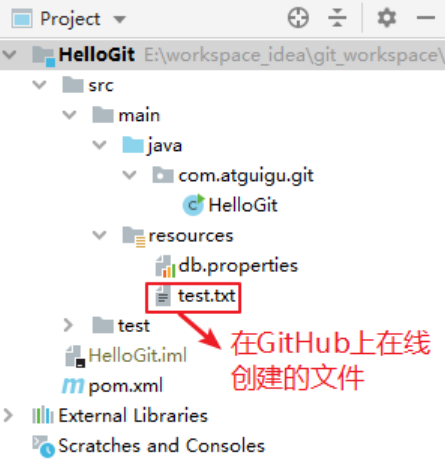 Project
HelloGit E:\workspace_idea\git_workspace\
src
main
java
com.atguigu.git
HelloGit
resources
db.properties
test.txt
test
在GitHub上在线
创建的文件
HelloGit.iml
pom.xml
External Libraries
Scratches and Consoles